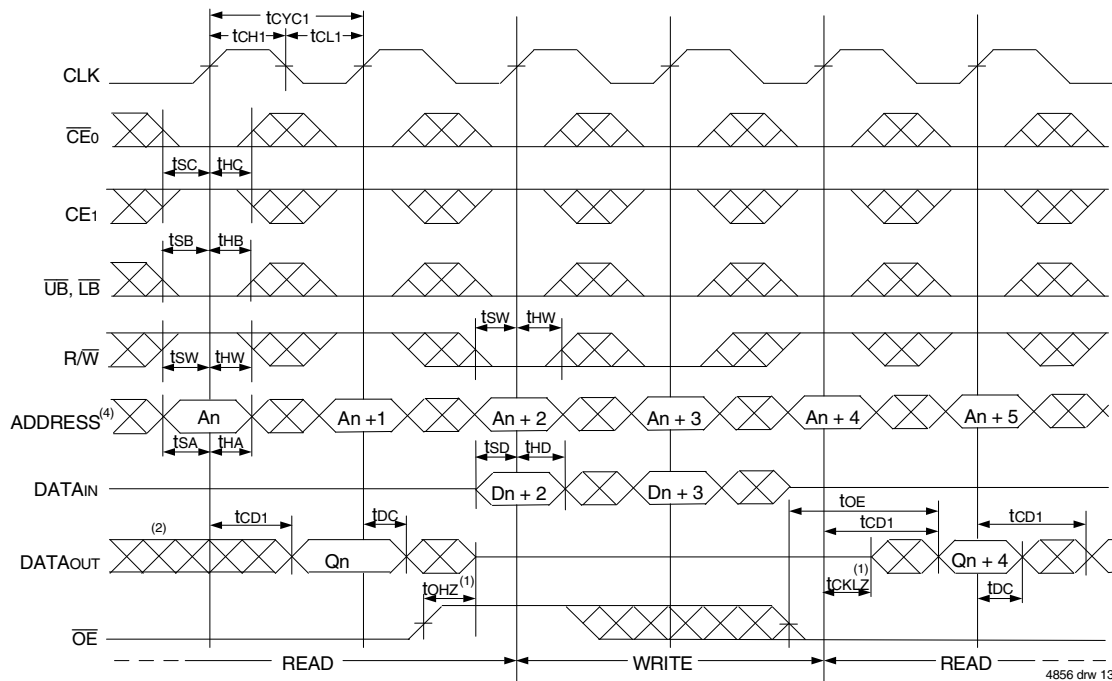 tCYC1
tCH1 tCL1
CLK
CE0
tSC tHC
CE1
tSB tHB
UB, LB
tSW tHW
R/W
tSW tHW
ADDRESS(4) An An +1 An + 2 An + 3 An + 4 An + 5
tSA tHA
tSD tHD
DATAIN Dn + 2 Dn + 3
tOE
(2) tCD1 tDC tCD1 tCD1
DATAOUT Qn Qn + 4
tOHZ(1) tCKLZ(1) tDC
OE
READ WRITE READ
4856 drw 13